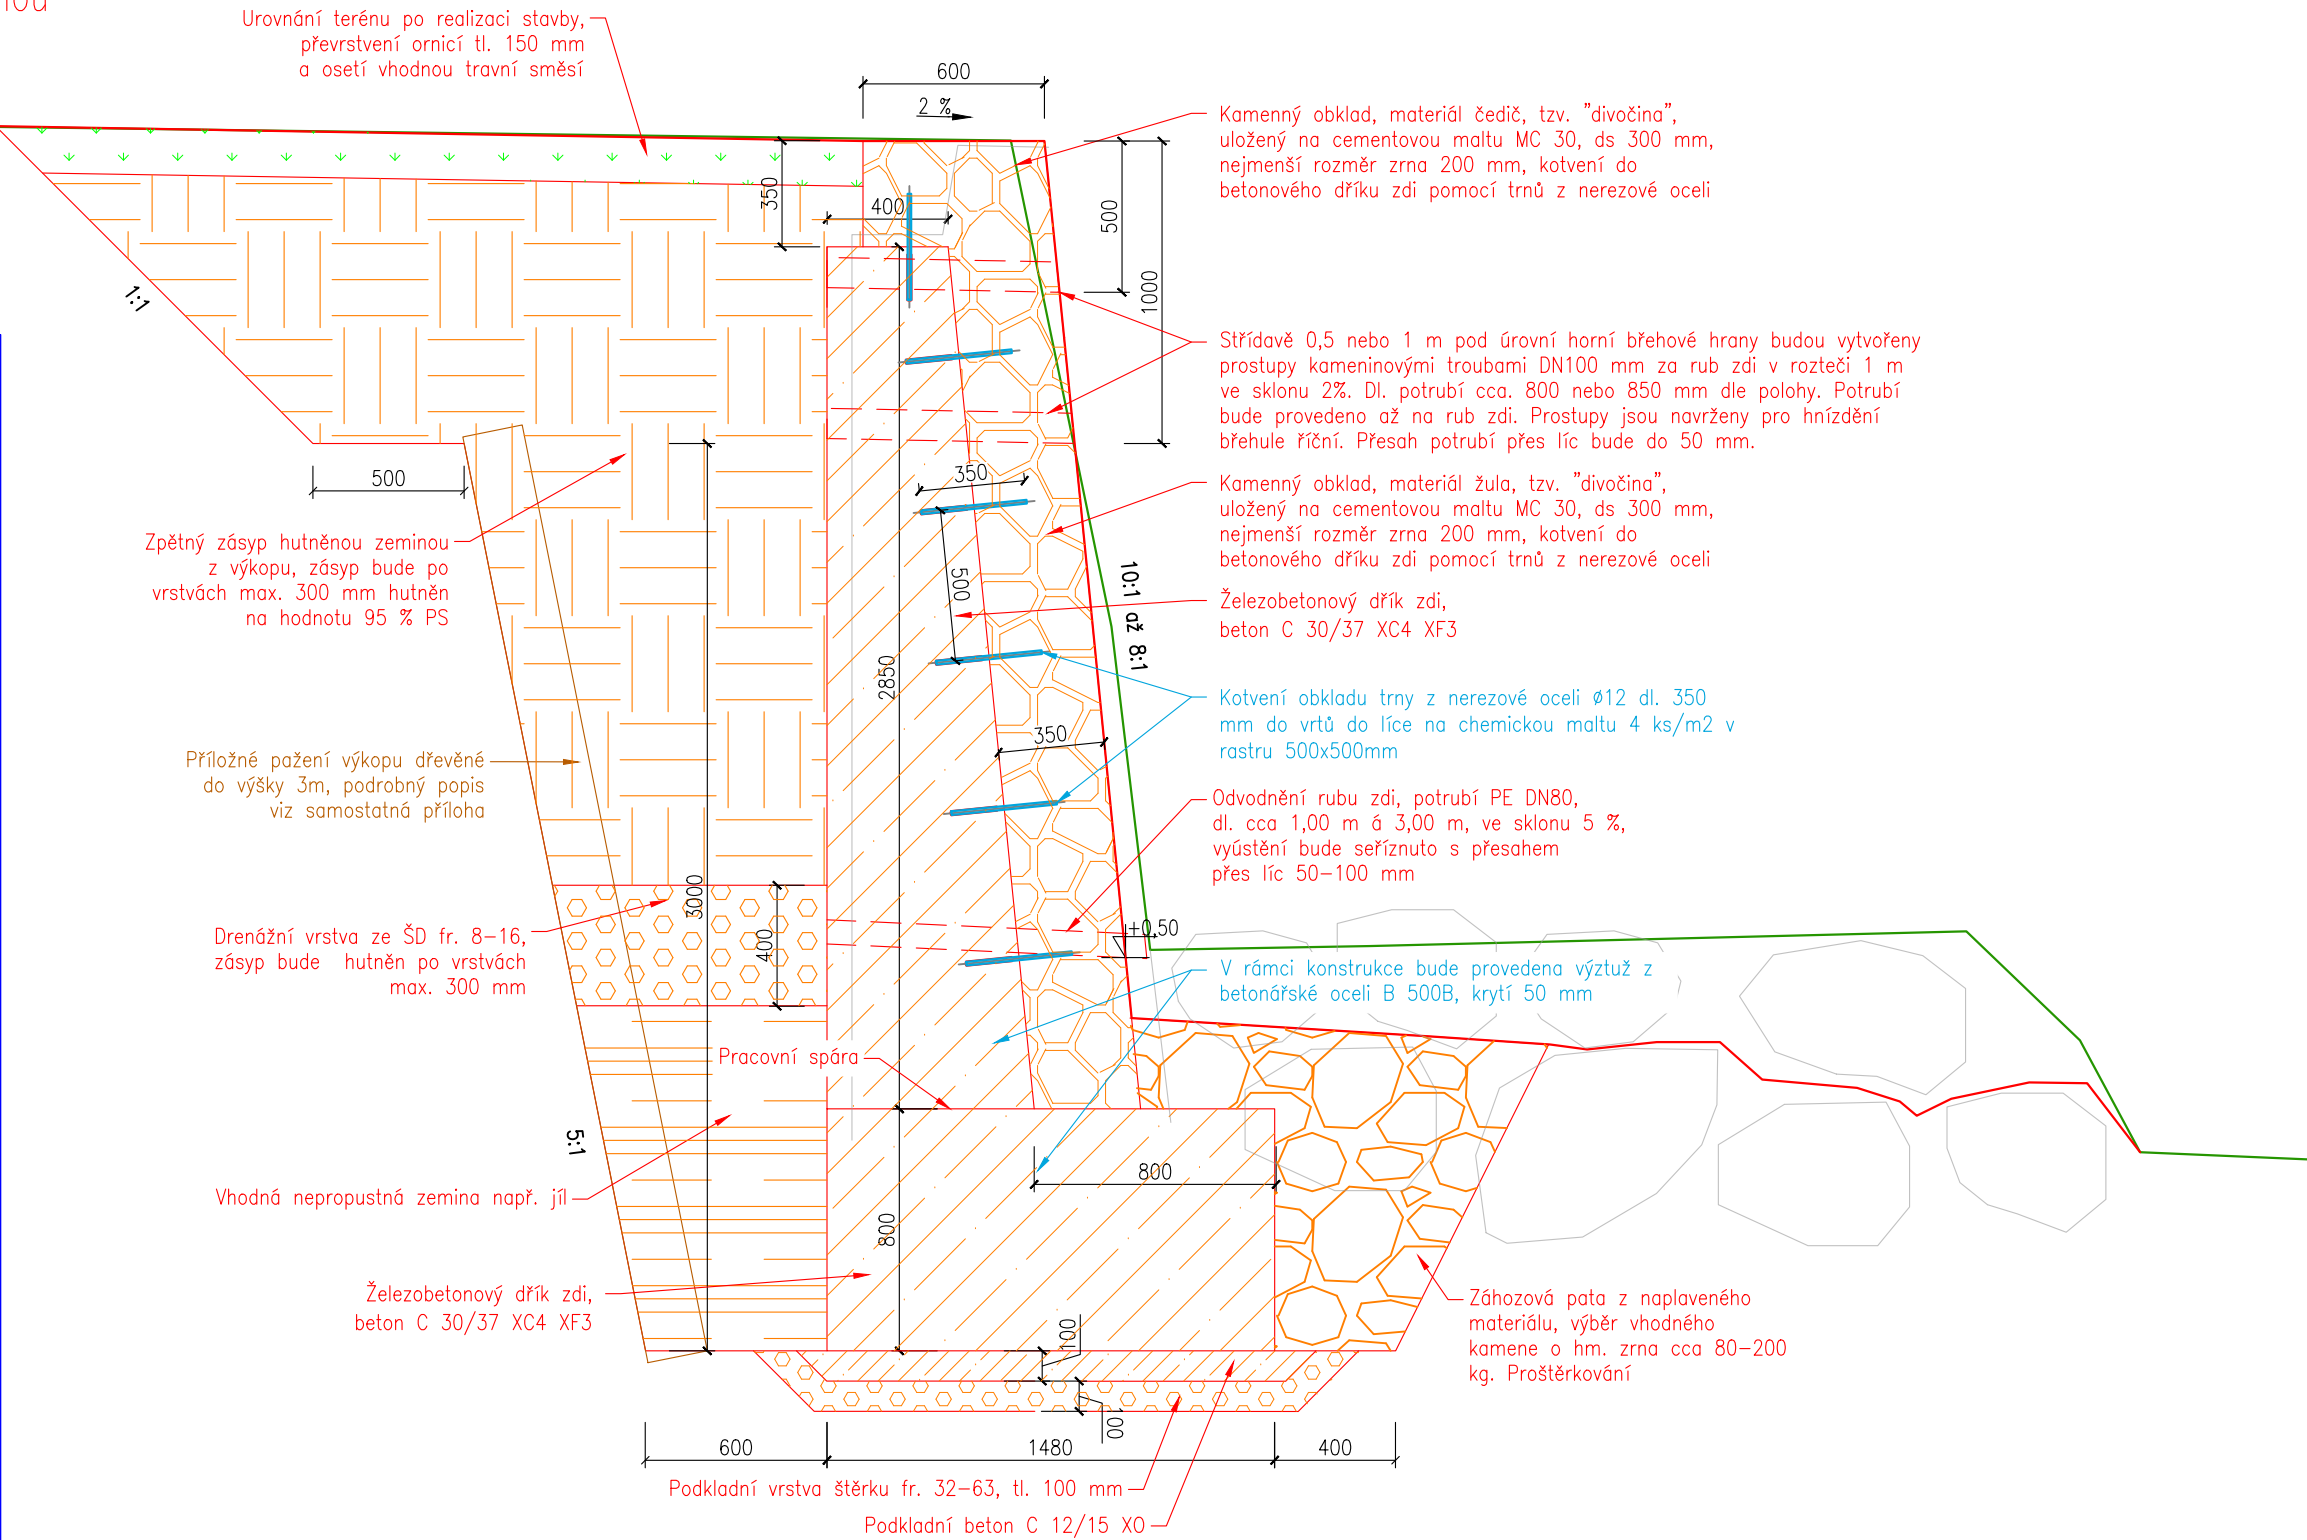 Urovnání terénu po realizaci stavby,
převrstvení ornicí tl. 150 mm
a osetí vhodnou travní směsí
600
2 %
350
400
500
1000
1:1
500
Kamenný obklad, materiál čedič, tzv. "divočina",
uložený na cementovou maltu MC 30, ds 300 mm,
nejmenší rozměr zrna 200 mm, kotvení do
betonového dříku zdi pomocí trnů z nerezové oceli
Střídavě 0,5 nebo 1 m pod úrovní horní břehové hrany budou vytvořeny
prostupy kameninovými troubami DN100 mm za rub zdi v rozteči 1 m
ve sklonu 2%. Dl. potrubí cca. 800 nebo 850 mm dle polohy. Potrubí
bude provedeno až na rub zdi. Prostupy jsou navrženy pro hnízdění
břehule říční. Přesah potrubí přes líc bude do 50 mm.
Kamenný obklad, materiál žula, tzv. "divočina",
uložený na cementovou maltu MC 30, ds 300 mm,
nejmenší rozměr zrna 200 mm, kotvení do
betonového dříku zdi pomocí trnů z nerezové oceli
350
500
10:1 až 8:1
Zpětný zásyp hutněnou zeminou
z výkopu, zásyp bude po
vrstvách max. 300 mm hutněn
na hodnotu 95 % PS
Železobetonový dřík zdi,
beton C 30/37 XC4 XF3
2850
350
Kotvení obkladu trny z nerezové oceli ø12 dl. 350
mm do vrtů do líce na chemickou maltu 4 ks/m2 v
rastru 500x500mm
Příložné pažení výkopu dřevěné
do výšky 3m, podrobný popis
viz samostatná příloha
Odvodnění rubu zdi, potrubí PE DN80,
dl. cca 1,00 m á 3,00 m, ve sklonu 5 %,
vyústění bude seříznuto s přesahem
přes líc 50-100 mm
3000
400
+0,50
Drenážní vrstva ze ŠD fr. 8-16,
zásyp bude hutněn po vrstvách
max. 300 mm
V rámci konstrukce bude provedena výztuž z
betonářské oceli B 500B, krytí 50 mm
Pracovní spára
5:1
800
800
Vhodná nepropustná zemina např. jíl
Železobetonový dřík zdi,
beton C 30/37 XC4 XF3
Záhozová pata z naplaveného
materiálu, výběr vhodného
kamene o hm. zrna cca 80-200
kg. Proštěrkování
100
600
1480
400
Podkladní vrstva štěrku fr. 32-63, tl. 100 mm
Podkladní beton C 12/15 XO